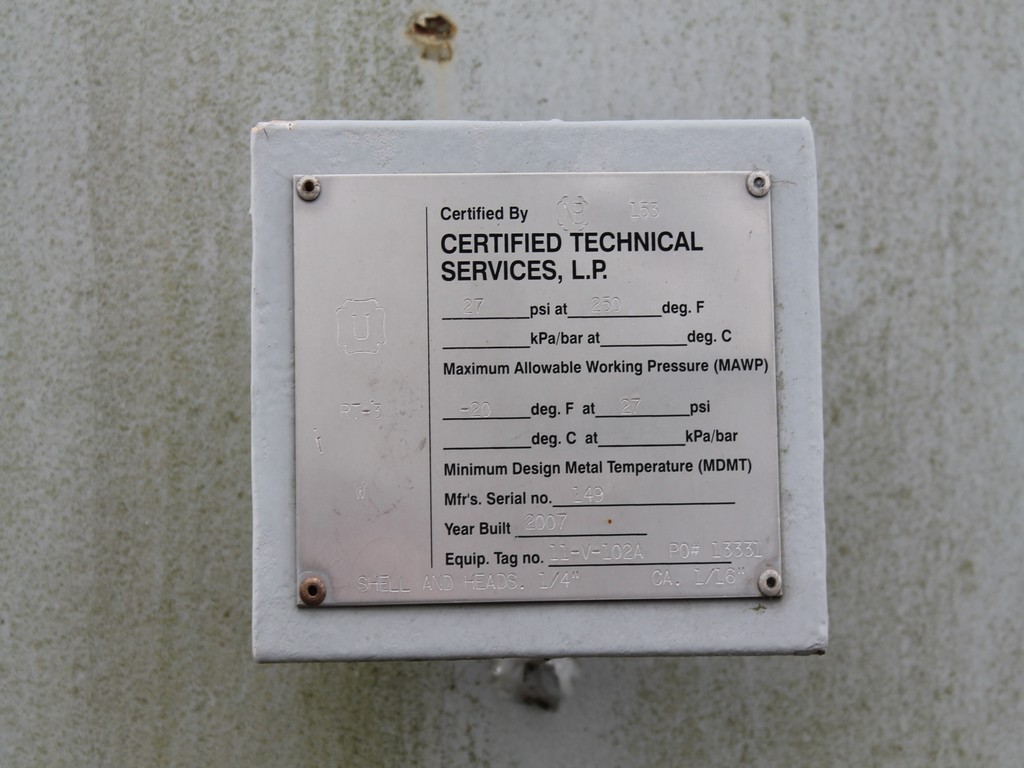 Certified By NB 153
CERTIFIED TECHNICAL
SERVICES, L.P.
27 psi at 250 deg. F
kPa/bar at deg. C
Maximum Allowable Working Pressure (MAWP)
-20 deg. F at 27 psi
deg. C at kPa/bar
Minimum Design Metal Temperature (MDMT)
Mfr's. Serial no. 149
Year Built 2007
Equip. Tag no. 11-V-102A PO# 13331
SHELL AND HEADS. 1/4" CA. 1/16"
U
RT-3
W